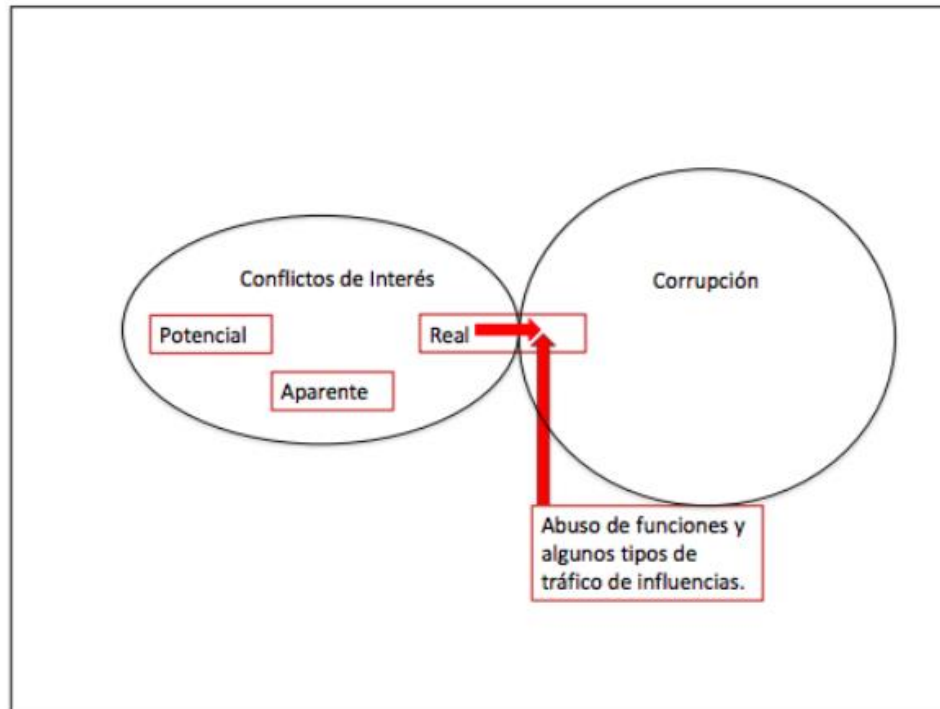 Conflictos de Interés
Corrupción
Potencial
Real
Aparente
Abuso de funciones y
algunos tipos de
tráfico de influencias.